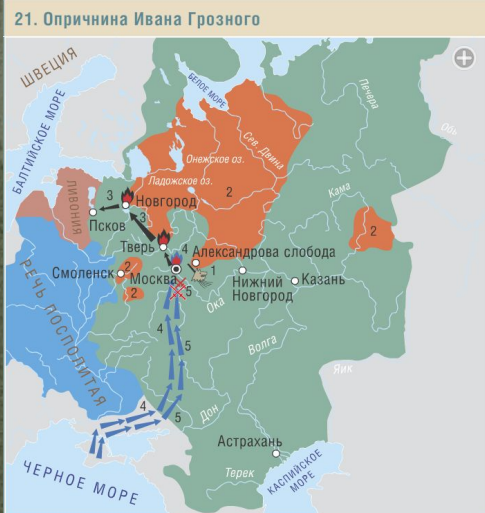 21. Опричнина Ивана Грозного
ШВЕЦИЯ
БЕЛОЕ МОРЕ
Печера
Обь
БАЛТИЙСКОЕ МОРЕ
Сев. Двина
Онежское оз.
2
Ладожское оз.
Кама
ЛИВОНИЯ
3
Новгород
3
Псков
Тверь
4
Александрова слобода
2
Смоленск
2
Москва
1
5
2
Нижний
Новгород
Казань
РЕЧЬ ПОСПОЛИТАЯ
Ока
4
5
Волга
Яик
4
5
Дон
Астрахань
ЧЕРНОЕ МОРЕ
Терек
КАСПИЙСКОЕ
МОРЕ